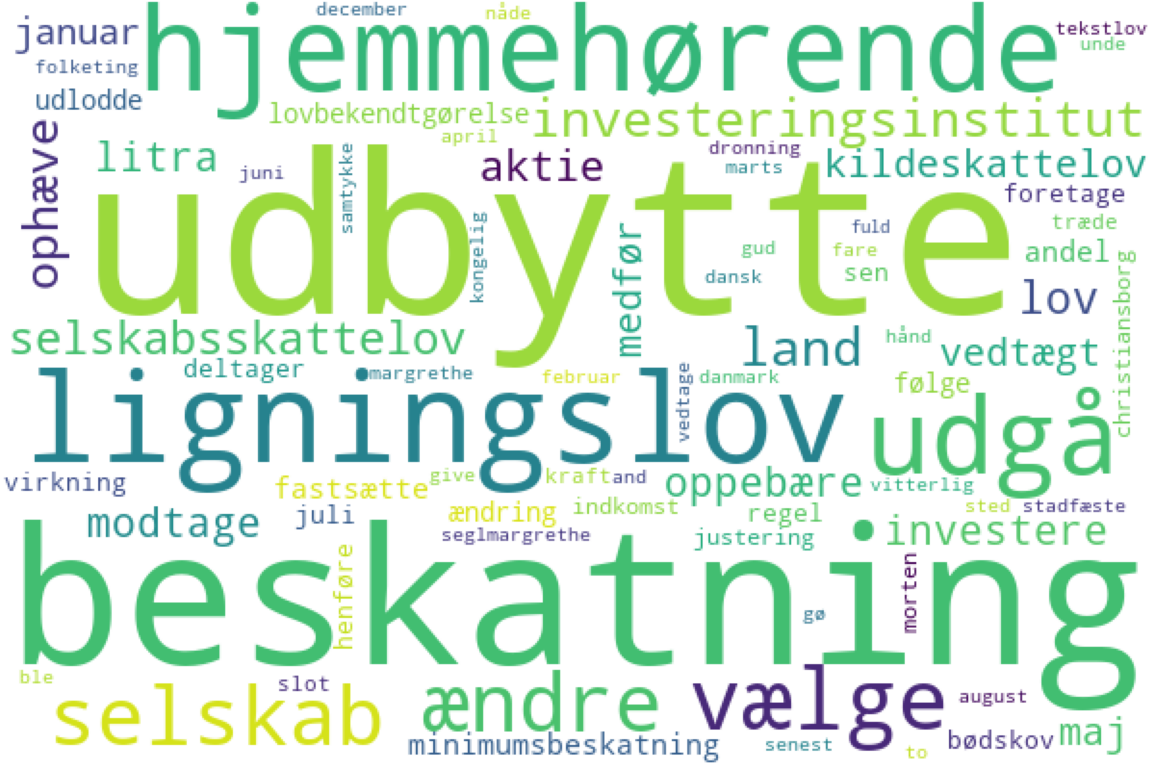 december
nåde
januar
hjemmehørende
tekstlov
unde
folketing
udlodde
lovbekendtgørelse
investeringsinstitut
april
ophæve
litra
juni
samtykke
aktie
dronning
marts
kildeskattelov
foretage
udbytte
kongelig
medfør
gud
dansk
fuld
fare
sen
træde
andel
lov
christiansborg
selskabsskattelov
land
hånd
vedtægt
deltager
margrethe
februar
vedtage
danmark
følge
ligningslov
udgå
virkning
fastsætte
give
kraft
and
oppebære
vitterlig
modtage
juli
ændring
indkomst
regel
sted
stadfæste
seglmargrethe
justering
investere
beskatning
henføre
gø
morten
ble
slot
selskab
ændre
vælge
august
minimumsbeskatning
senest
to
bødskov
maj